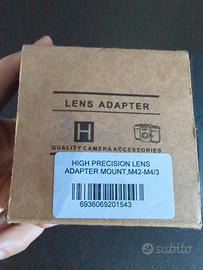 LENS ADAPTER
H
QUALITY CAMERA ACCESSORIES
HIGH PRECISION LENS
ADAPTER MOUNT,M42-M4/3
6936069201543
subito